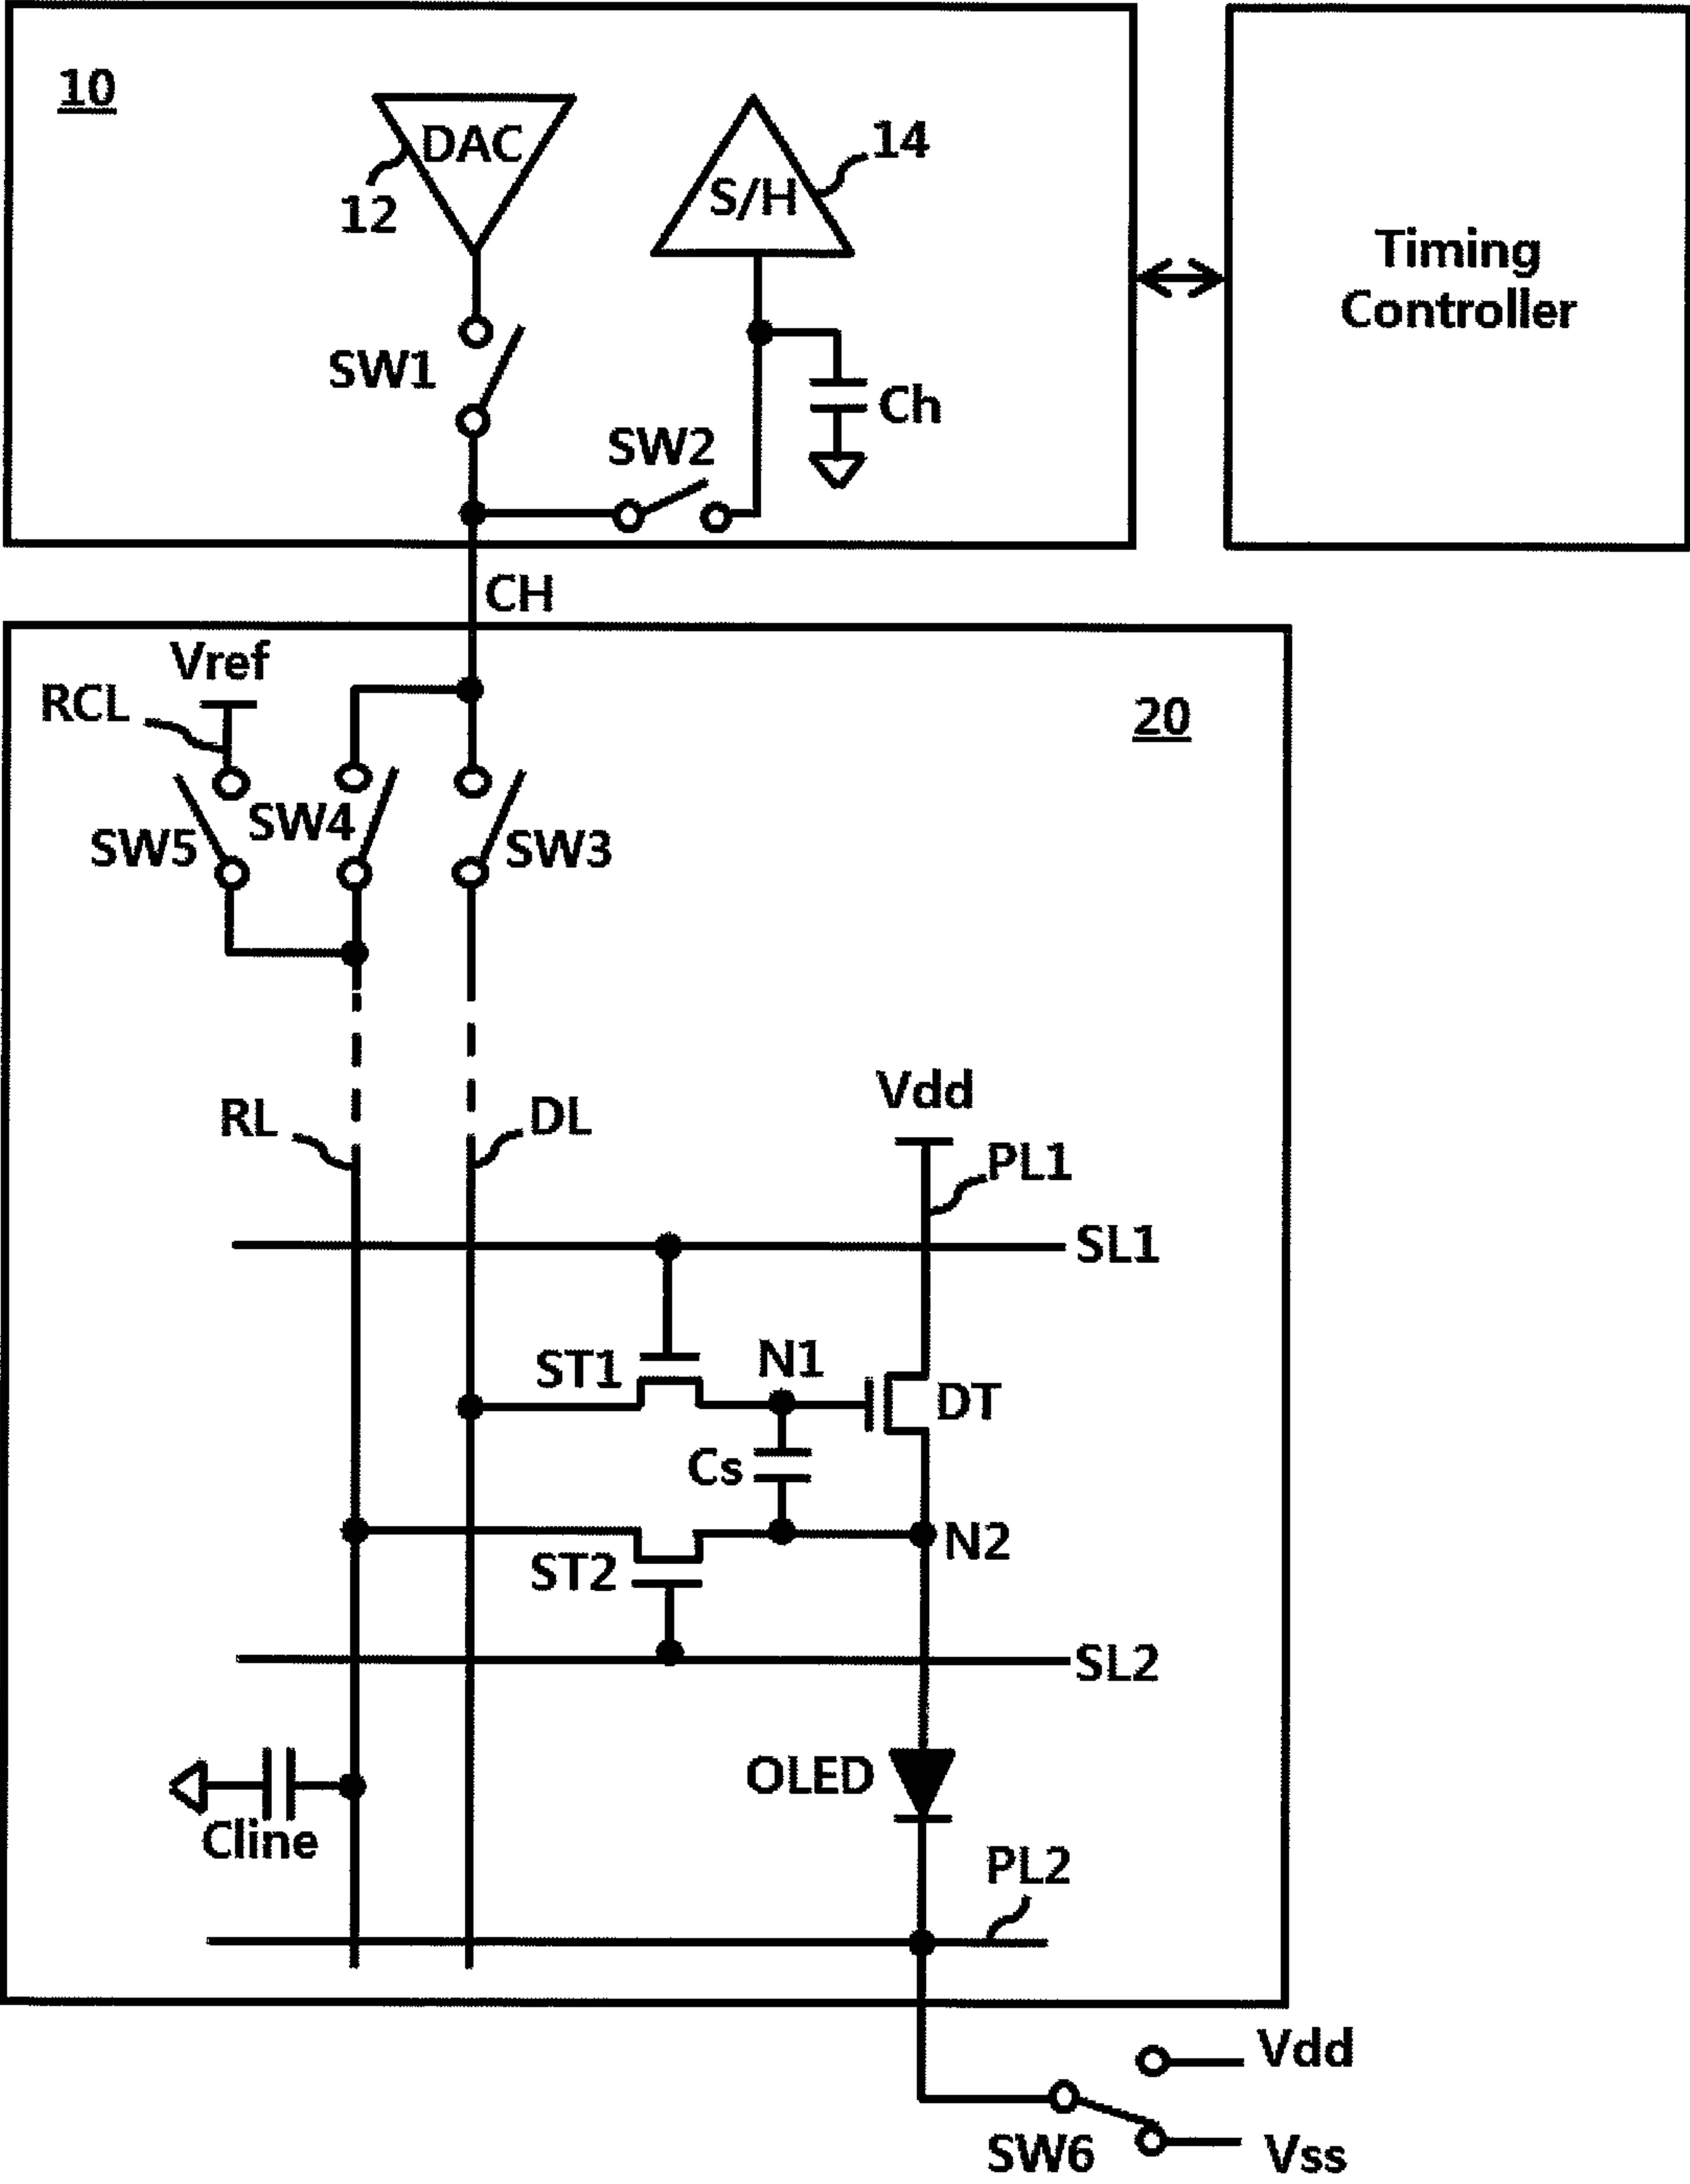 10
DAC
12
S/H
14
Timing
Controller
SW1
Ch
SW2
CH
Vref
RCL
20
SW5
SW4
SW3
RL
DL
Vdd
PL1
SL1
ST1
N1
DT
Cs
N2
ST2
SL2
OLED
Cline
PL2
Vdd
SW6
Vss